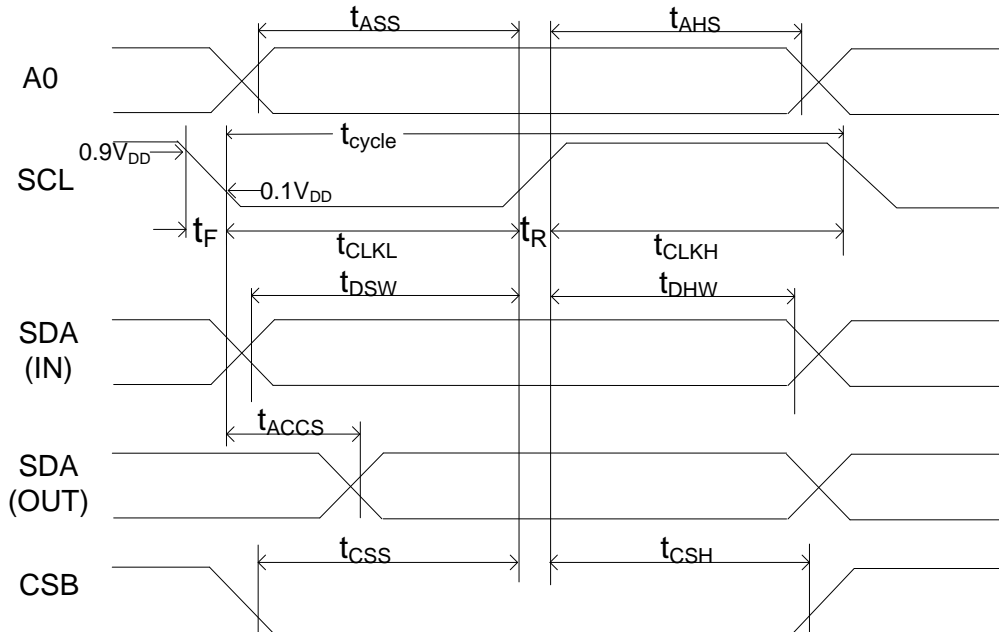 tASS
tAHS
A0
tcycle
0.9VDD
SCL
0.1VDD
tF
tCLKL
tR
tCLKH
tDSW
tDHW
SDA
(IN)
tACCS
SDA
(OUT)
tCSS
tCSH
CSB